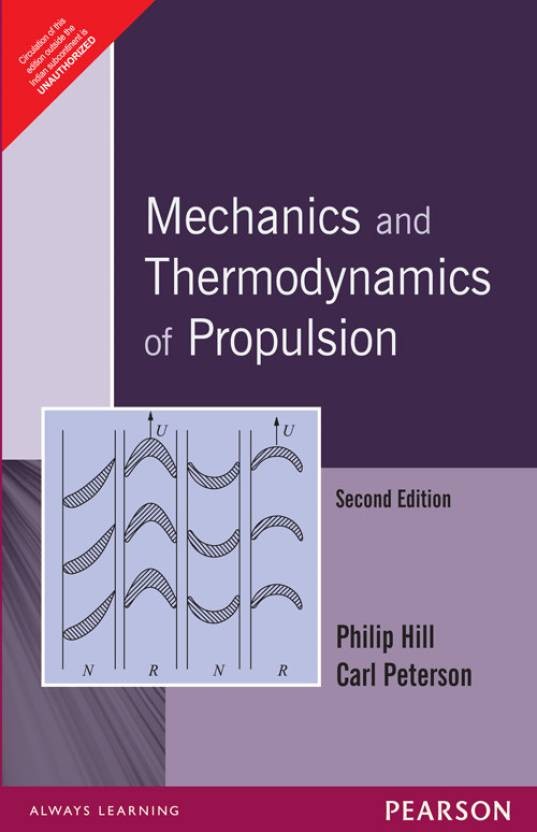 Circulation of this
edition outside the
Indian subcontinent is
UNAUTHORIZED
Mechanics and
Thermodynamics
of Propulsion
U U
N R N R
Second Edition
Philip Hill
Carl Peterson
ALWAYS LEARNING
PEARSON